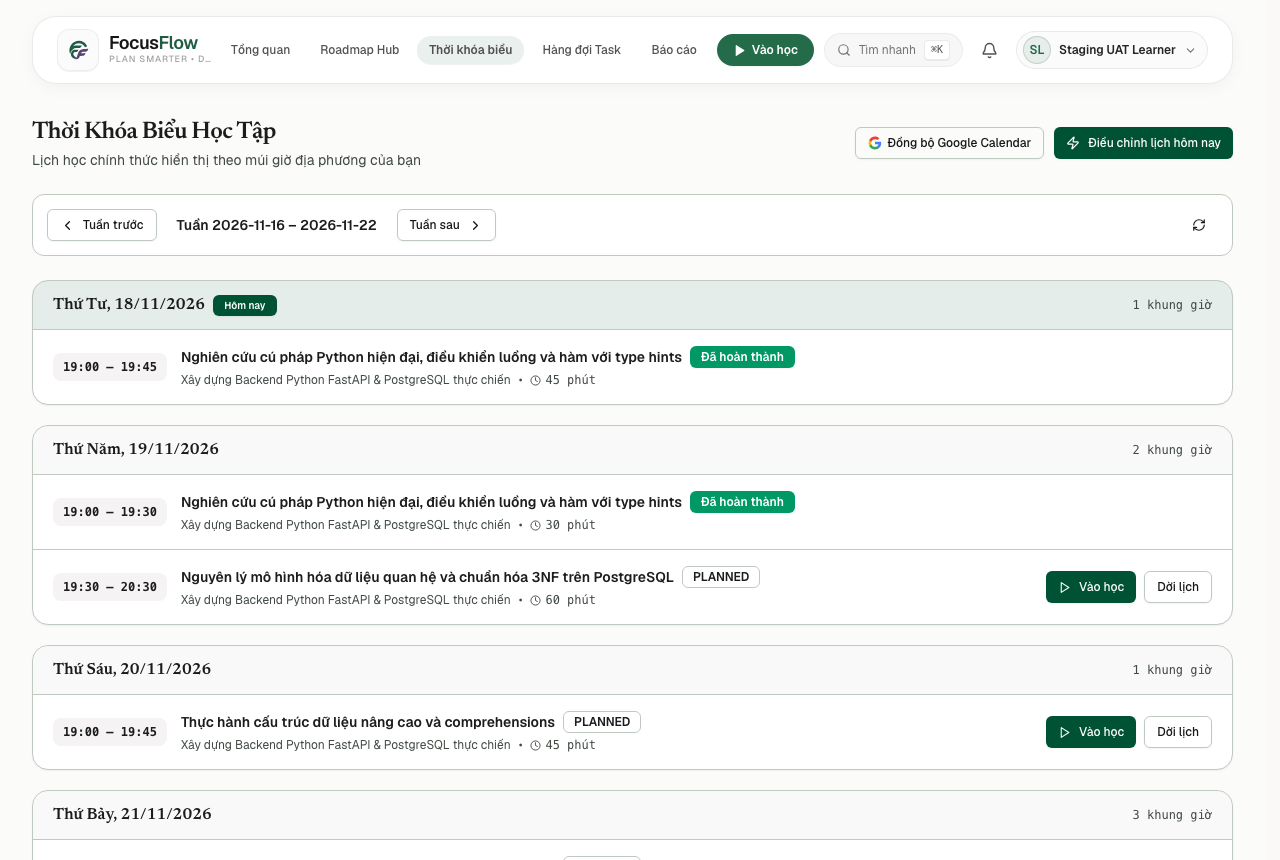 FocusFlow
PLAN SMARTER • D...
Tổng quan
Roadmap Hub
Thời khóa biểu
Hàng đợi Task
Báo cáo
Vào học
Tìm nhanh
⌘K
SL
Staging UAT Learner
Thời Khóa Biểu Học Tập
Lịch học chính thức hiển thị theo múi giờ địa phương của bạn
Đồng bộ Google Calendar
Điều chỉnh lịch hôm nay
Tuần trước
Tuần 2026-11-16 – 2026-11-22
Tuần sau
Thứ Tư, 18/11/2026
Hôm nay
1 khung giờ
19:00 – 19:45
Nghiên cứu cú pháp Python hiện đại, điều khiển luồng và hàm với type hints
Đã hoàn thành
Xây dựng Backend Python FastAPI & PostgreSQL thực chiến • 45 phút
Thứ Năm, 19/11/2026
2 khung giờ
19:00 – 19:30
Nghiên cứu cú pháp Python hiện đại, điều khiển luồng và hàm với type hints
Đã hoàn thành
Xây dựng Backend Python FastAPI & PostgreSQL thực chiến • 30 phút
19:30 – 20:30
Nguyên lý mô hình hóa dữ liệu quan hệ và chuẩn hóa 3NF trên PostgreSQL
PLANNED
Xây dựng Backend Python FastAPI & PostgreSQL thực chiến • 60 phút
Vào học
Dời lịch
Thứ Sáu, 20/11/2026
1 khung giờ
19:00 – 19:45
Thực hành cấu trúc dữ liệu nâng cao và comprehensions
PLANNED
Xây dựng Backend Python FastAPI & PostgreSQL thực chiến • 45 phút
Vào học
Dời lịch
Thứ Bảy, 21/11/2026
3 khung giờ